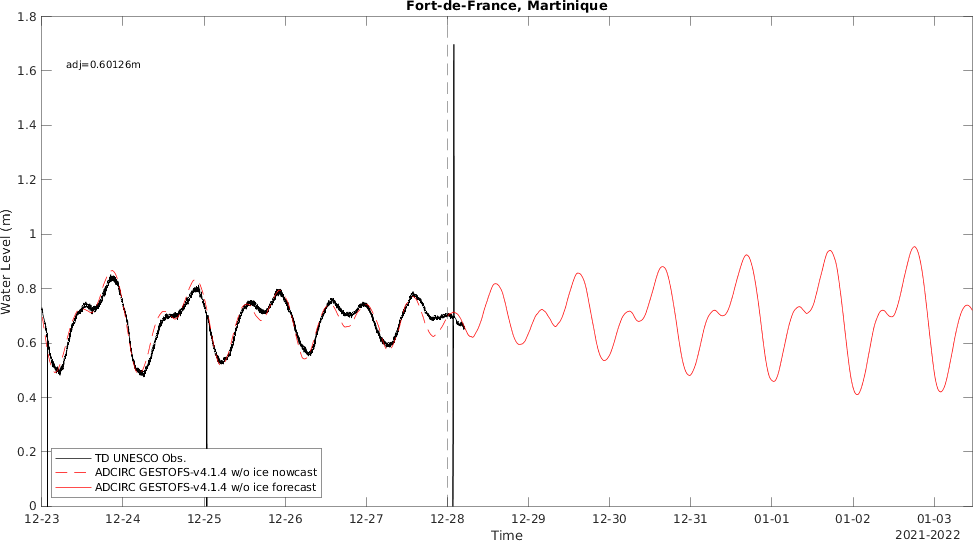 Fort-de-France, Martinique
1.8
1.6
1.4
1.2
1
0.8
0.6
0.4
0.2
0
Water Level (m)
adj=0.60126m
TD UNESCO Obs.
ADCIRC GESTOFS-v4.1.4 w/o ice nowcast
ADCIRC GESTOFS-v4.1.4 w/o ice forecast
12-23 12-24 12-25 12-26 12-27 12-28 12-29 12-30 12-31 01-01 01-02 01-03
Time
2021-2022